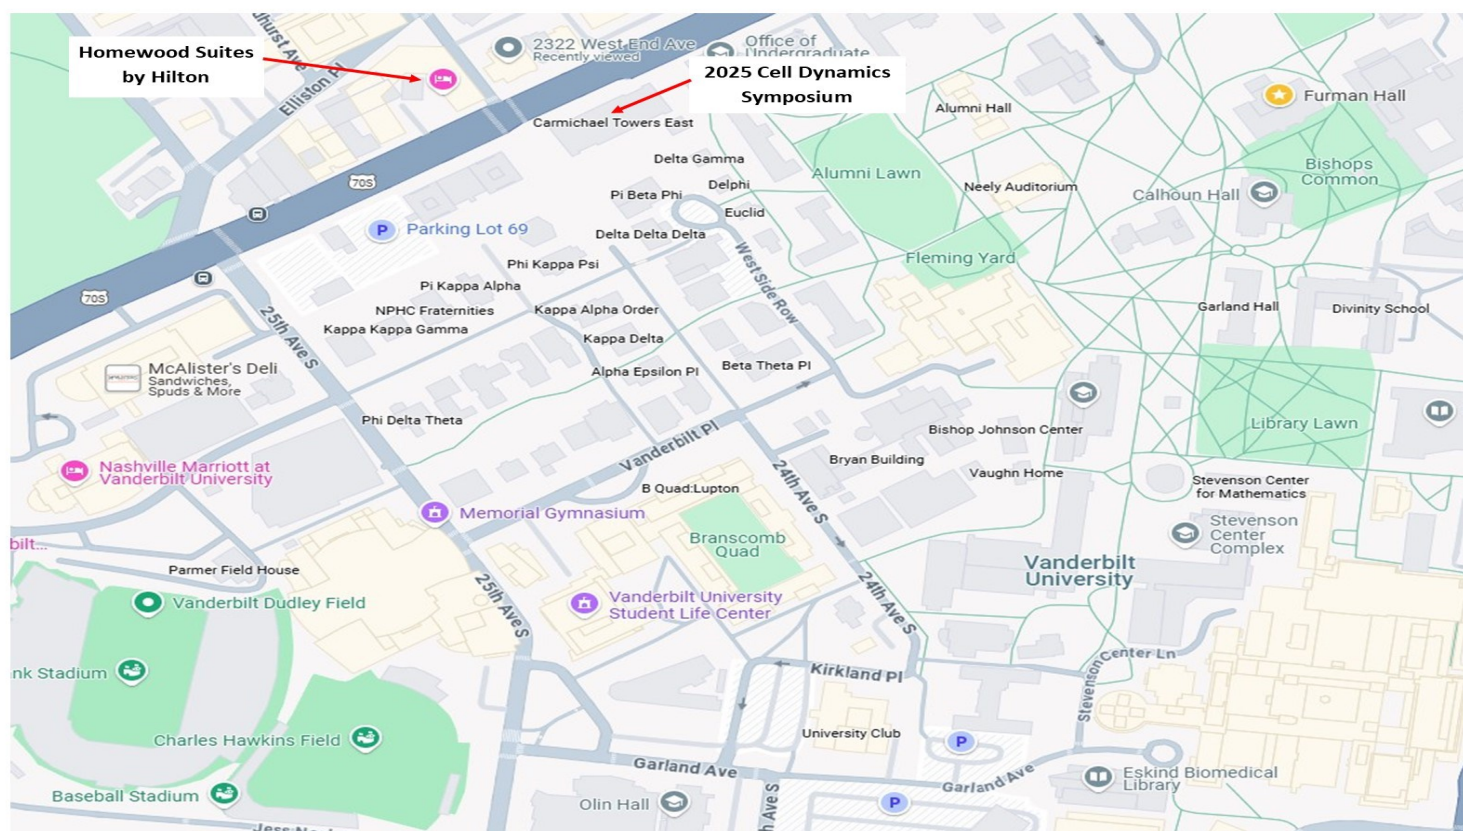 Homewood Suites
by Hilton
Elliston Pl
2322 West End Ave
Recently viewed
Office of
Undergraduate
2025 Cell Dynamics
Symposium
Carmichael Towers East
Alumni Hall
Furman Hall
Delta Gamma
Alumni Lawn
Bishops
Common
70S
Delphi
Neely Auditorium
Calhoun Hall
Pi Beta Phi
Euclid
P
Parking Lot 69
Delta Delta Delta
West Side Row
Fleming Yard
Phi Kappa Psi
Pi Kappa Alpha
70S
NPHC Fraternities
Kappa Alpha Order
Garland Hall
Divinity School
25th Ave S
Kappa Kappa Gamma
Kappa Delta
McAlister's Deli
Sandwiches,
Spuds & More
Alpha Epsilon PI
Beta Theta PI
Phi Delta Theta
Vanderbilt Pl
Bishop Johnson Center
Library Lawn
Bryan Building
Vaughn Home
Nashville Marriott at
Vanderbilt University
24th Ave S
B Quad:Lupton
Stevenson Center
for Mathematics
Memorial Gymnasium
Branscomb
Quad
Stevenson
Center
Complex
bilt...
Parmer Field House
Vanderbilt
University
Vanderbilt Dudley Field
25th Ave S
Vanderbilt University
Student Life Center
24th Ave S
nk Stadium
Kirkland Pl
Stevenson Center Ln
Charles Hawkins Field
University Club
P
Garland Ave
Garland Ave
Eskind Biomedical
Library
Baseball Stadium
Olin Hall
P
Ave S